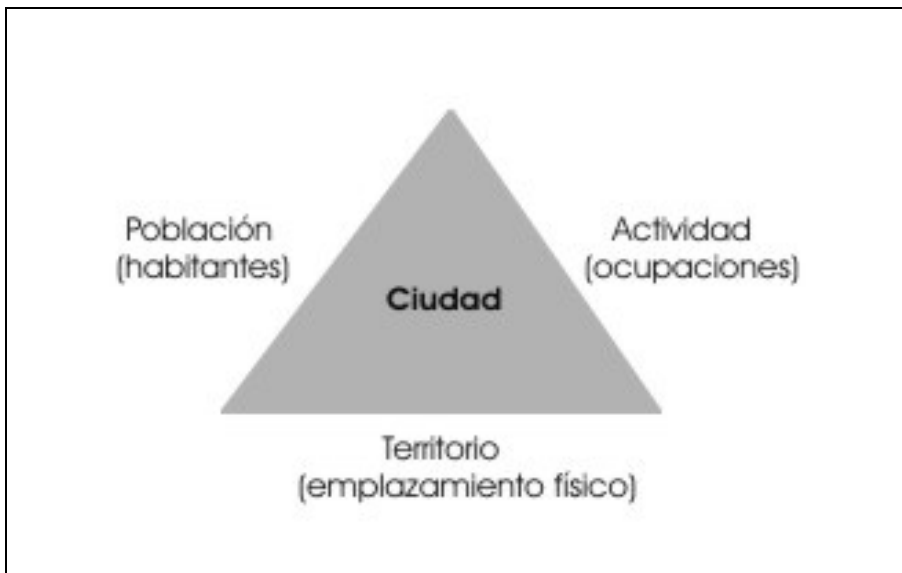 Población
(habitantes)
Actividad
(ocupaciones)
Ciudad
Territorio
(emplazamiento físico)